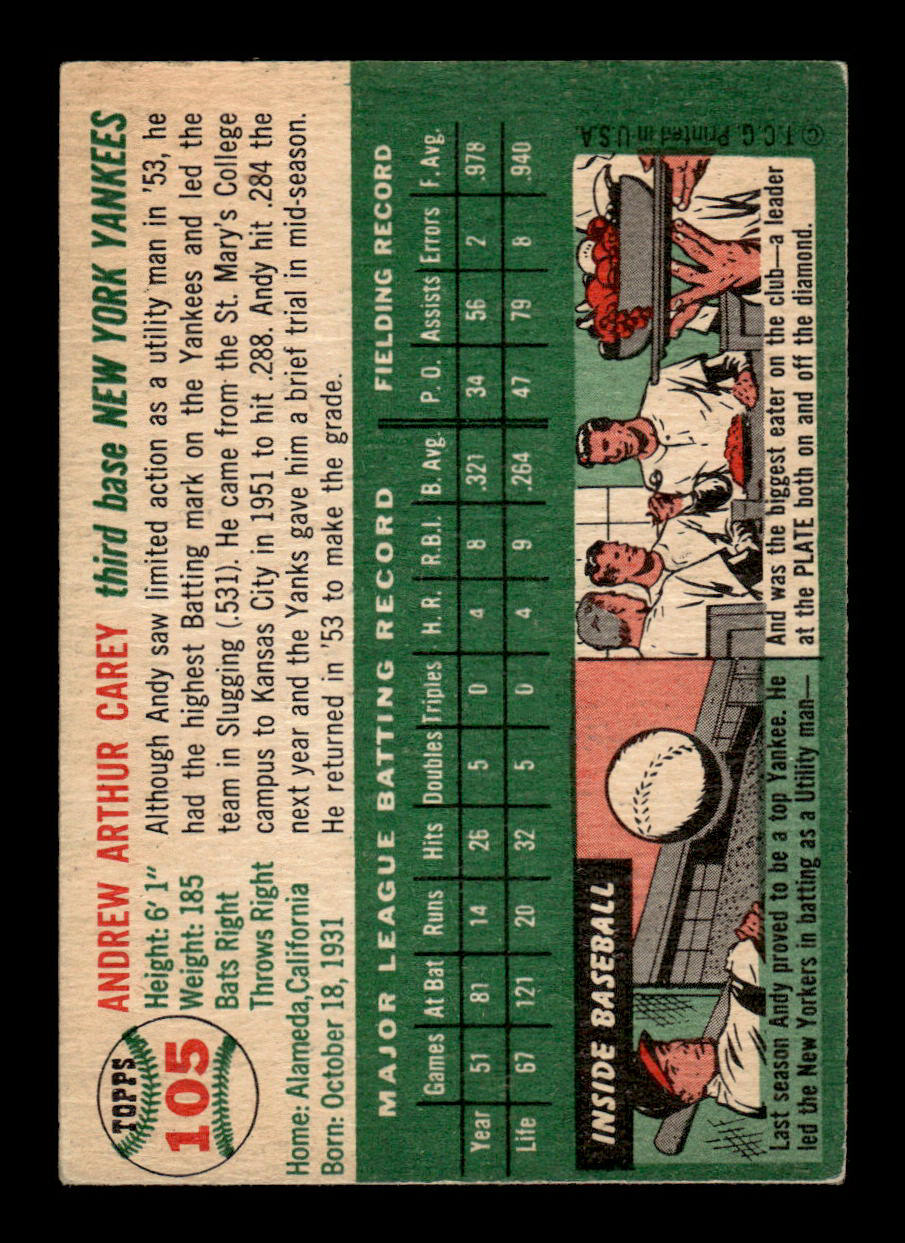 TOPPS
105
ANDREW ARTHUR CAREY third base NEW YORK YANKEES
Height: 6' 1"
Weight: 185
Bats Right
Throws Right
Home: Alameda, California
Born: October 18, 1931
Although Andy saw limited action as a utility man in '53, he
had the highest Batting mark on the Yankees and led the
team in Slugging (.531). He came from the St. Mary's College
campus to Kansas City in 1951 to hit .288. Andy hit .284 the
next year and the Yanks gave him a brief trial in mid-season.
He returned in '53 to make the grade.
MAJOR LEAGUE BATTING RECORD FIELDING RECORD
Games At Bat Runs Hits Doubles Triples H. R. R.B.I. B. Avg. P. O. Assists Errors F. Avg.
Year 51 81 14 26 5 0 4 8 .321 34 56 2 .978
Life 67 121 20 32 5 0 4 9 .264 47 79 8 .940
INSIDE BASEBALL
Last season Andy proved to be a top Yankee. He
led the New Yorkers in batting as a Utility man—
And was the biggest eater on the club—a leader
at the PLATE both on and off the diamond.
© T.C.G. Printed in U.S.A.